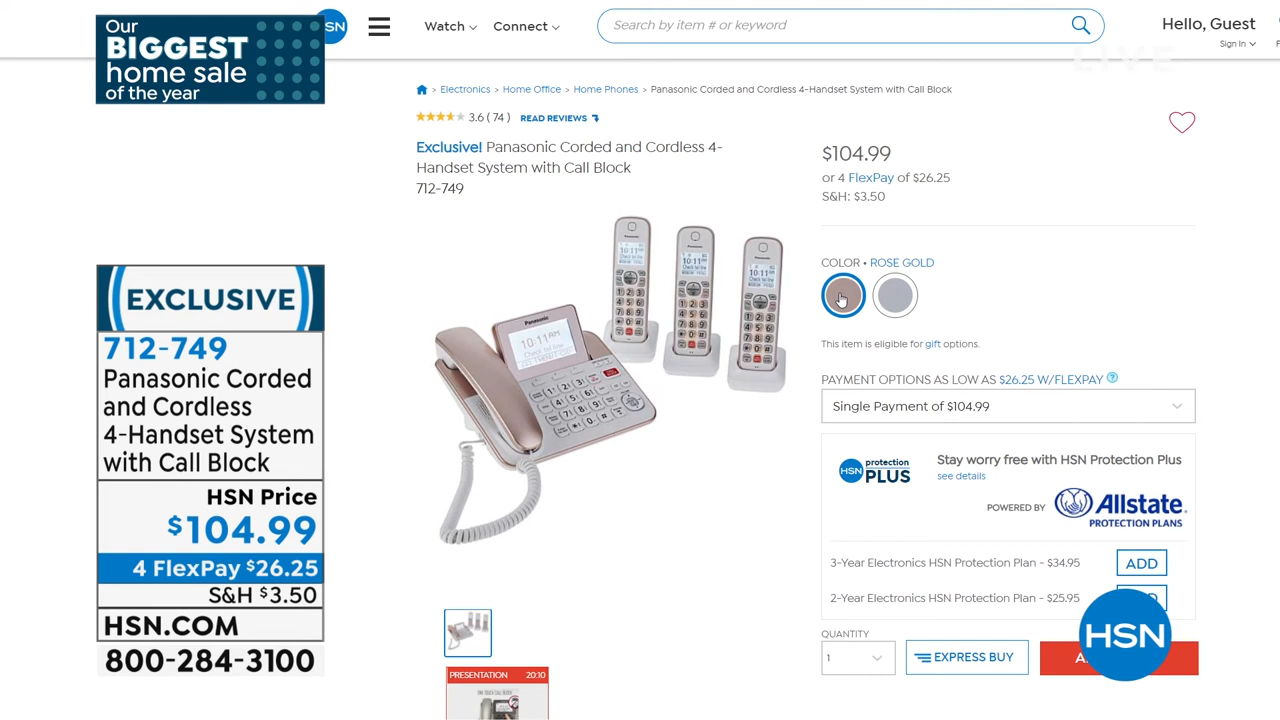 Our
BIGGEST
home sale
of the year
SN
Watch
Connect
Search by item # or keyword
Hello, Guest
Sign In
LIVE
Electronics > Home Office > Home Phones > Panasonic Corded and Cordless 4-Handset System with Call Block
3.6 ( 74 ) READ REVIEWS
Exclusive! Panasonic Corded and Cordless 4-
Handset System with Call Block
712-749
$104.99
or 4 FlexPay of $26.25
S&H: $3.50
COLOR • ROSE GOLD
This item is eligible for gift options.
PAYMENT OPTIONS AS LOW AS $26.25 W/FLEXPAY ?
Single Payment of $104.99
HSN protection PLUS
Stay worry free with HSN Protection Plus
see details
POWERED BY Allstate.
PROTECTION PLANS
3-Year Electronics HSN Protection Plan - $34.95 ADD
2-Year Electronics HSN Protection Plan - $25.95
QUANTITY
1
EXPRESS BUY
A
HSN
EXCLUSIVE
712-749
Panasonic Corded
and Cordless
4-Handset System
with Call Block
HSN Price
$104.99
4 FlexPay $26.25
S&H $3.50
HSN.COM
800-284-3100
Panasonic
10:11AM
Check tel line
PRESENTATION 20:10